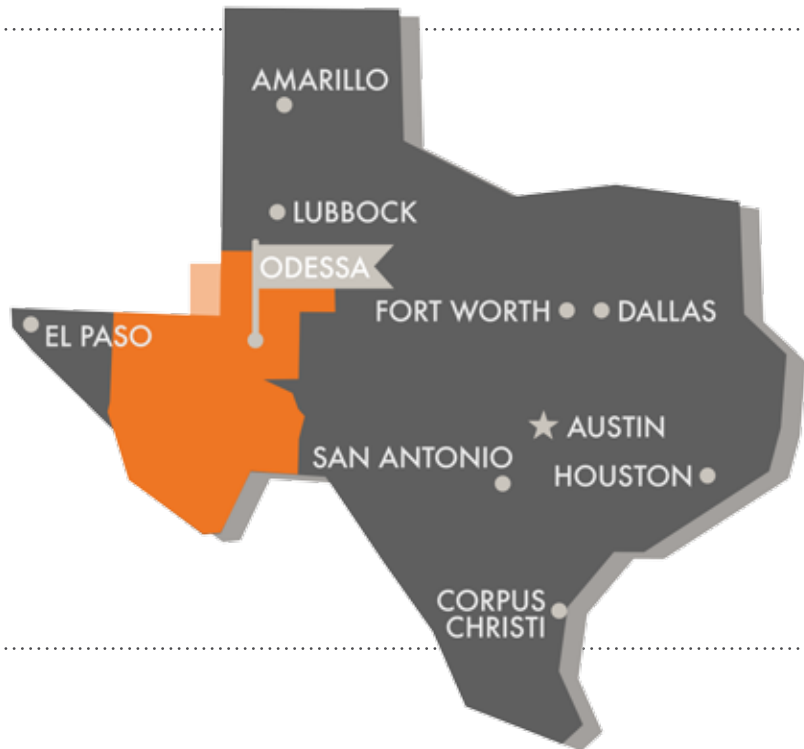 AMARILLO
LUBBOCK
ODESSA
FORT WORTH
DALLAS
EL PASO
AUSTIN
SAN ANTONIO
HOUSTON
CORPUS
CHRISTI